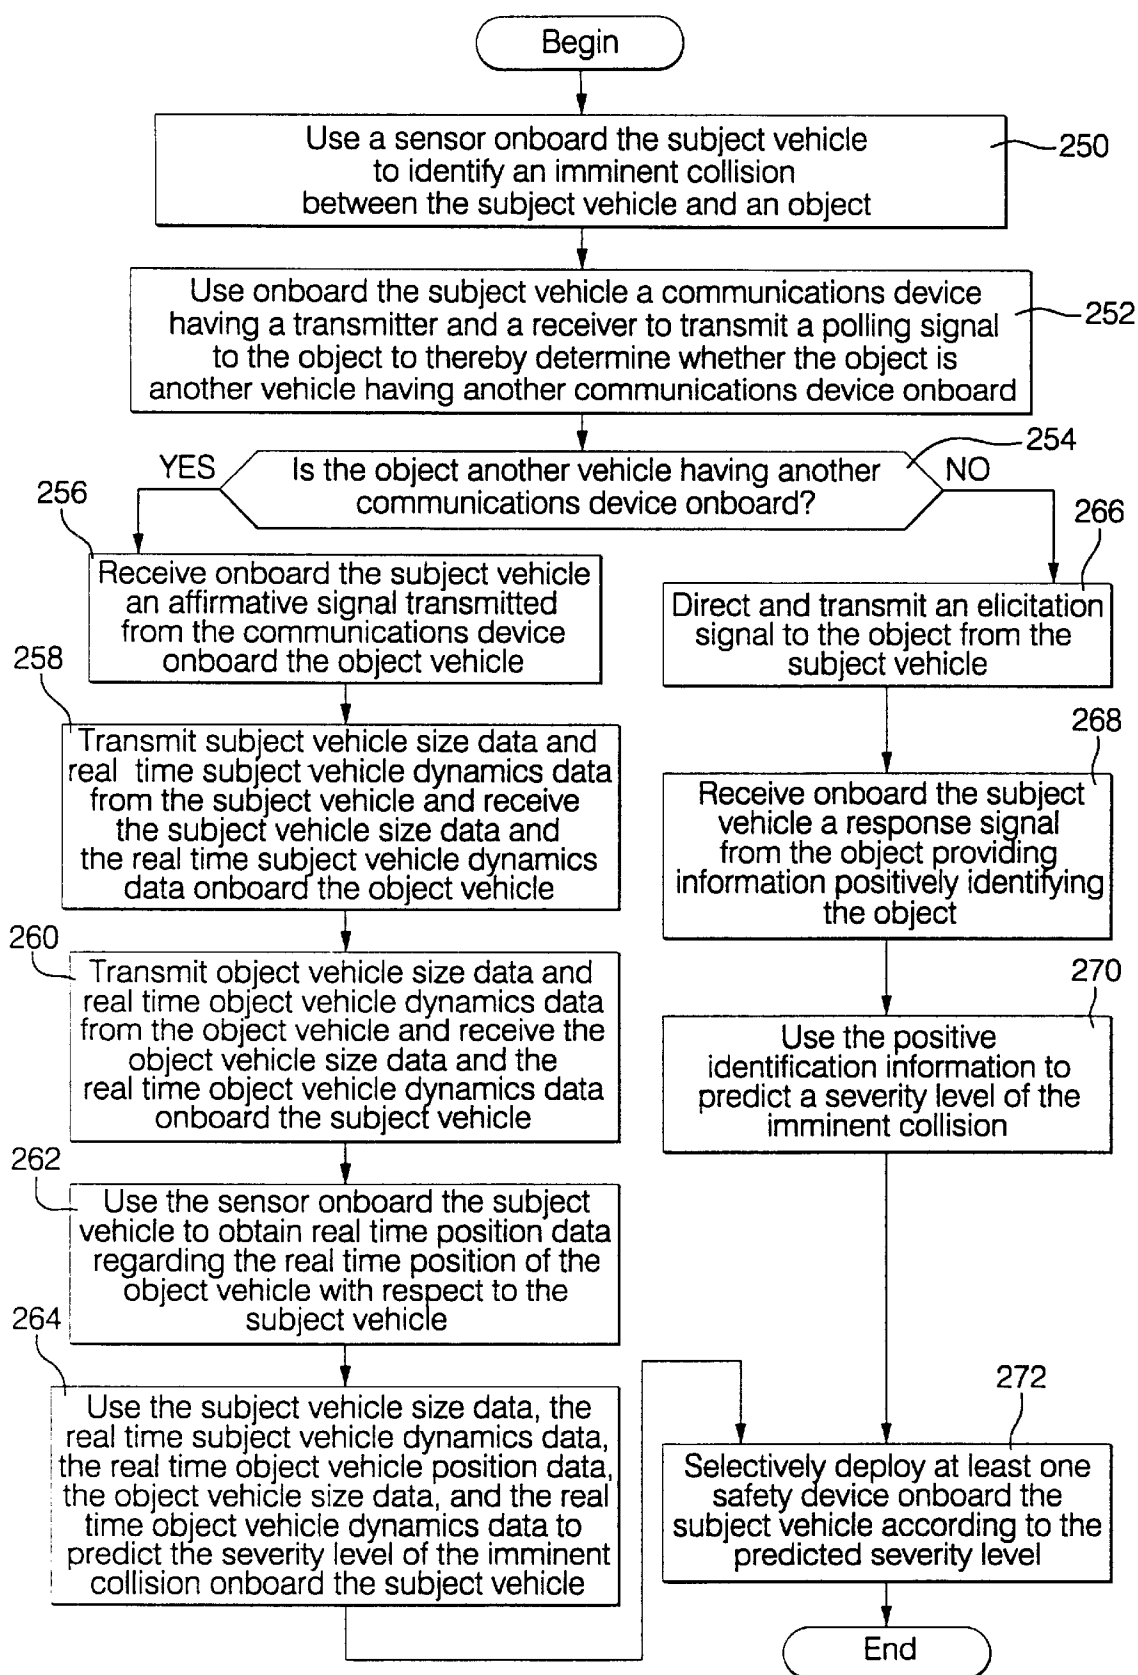 Begin
Use a sensor onboard the subject vehicle
to identify an imminent collision
between the subject vehicle and an object
250
Use onboard the subject vehicle a communications device
having a transmitter and a receiver to transmit a polling signal
to the object to thereby determine whether the object is
another vehicle having another communications device onboard
252
254
YES
Is the object another vehicle having another
communications device onboard?
NO
256
Receive onboard the subject vehicle
an affirmative signal transmitted
from the communications device
onboard the object vehicle
258
Transmit subject vehicle size data and
real time subject vehicle dynamics data
from the subject vehicle and receive
the subject vehicle size data and
the real time subject vehicle dynamics
data onboard the object vehicle
260
Transmit object vehicle size data and
real time object vehicle dynamics data
from the object vehicle and receive the
object vehicle size data and the
real time object vehicle dynamics data
onboard the subject vehicle
262
Use the sensor onboard the subject
vehicle to obtain real time position data
regarding the real time position of the
object vehicle with respect to the
subject vehicle
264
Use the subject vehicle size data, the
real time subject vehicle dynamics data,
the real time object vehicle position data,
the object vehicle size data, and the real
time object vehicle dynamics data to
predict the severity level of the imminent
collision onboard the subject vehicle
266
Direct and transmit an elicitation
signal to the object from the
subject vehicle
268
Receive onboard the subject
vehicle a response signal
from the object providing
information positively identifying
the object
270
Use the positive
identification information to
predict a severity level of the
imminent collision
272
Selectively deploy at least one
safety device onboard the
subject vehicle according to the
predicted severity level
End